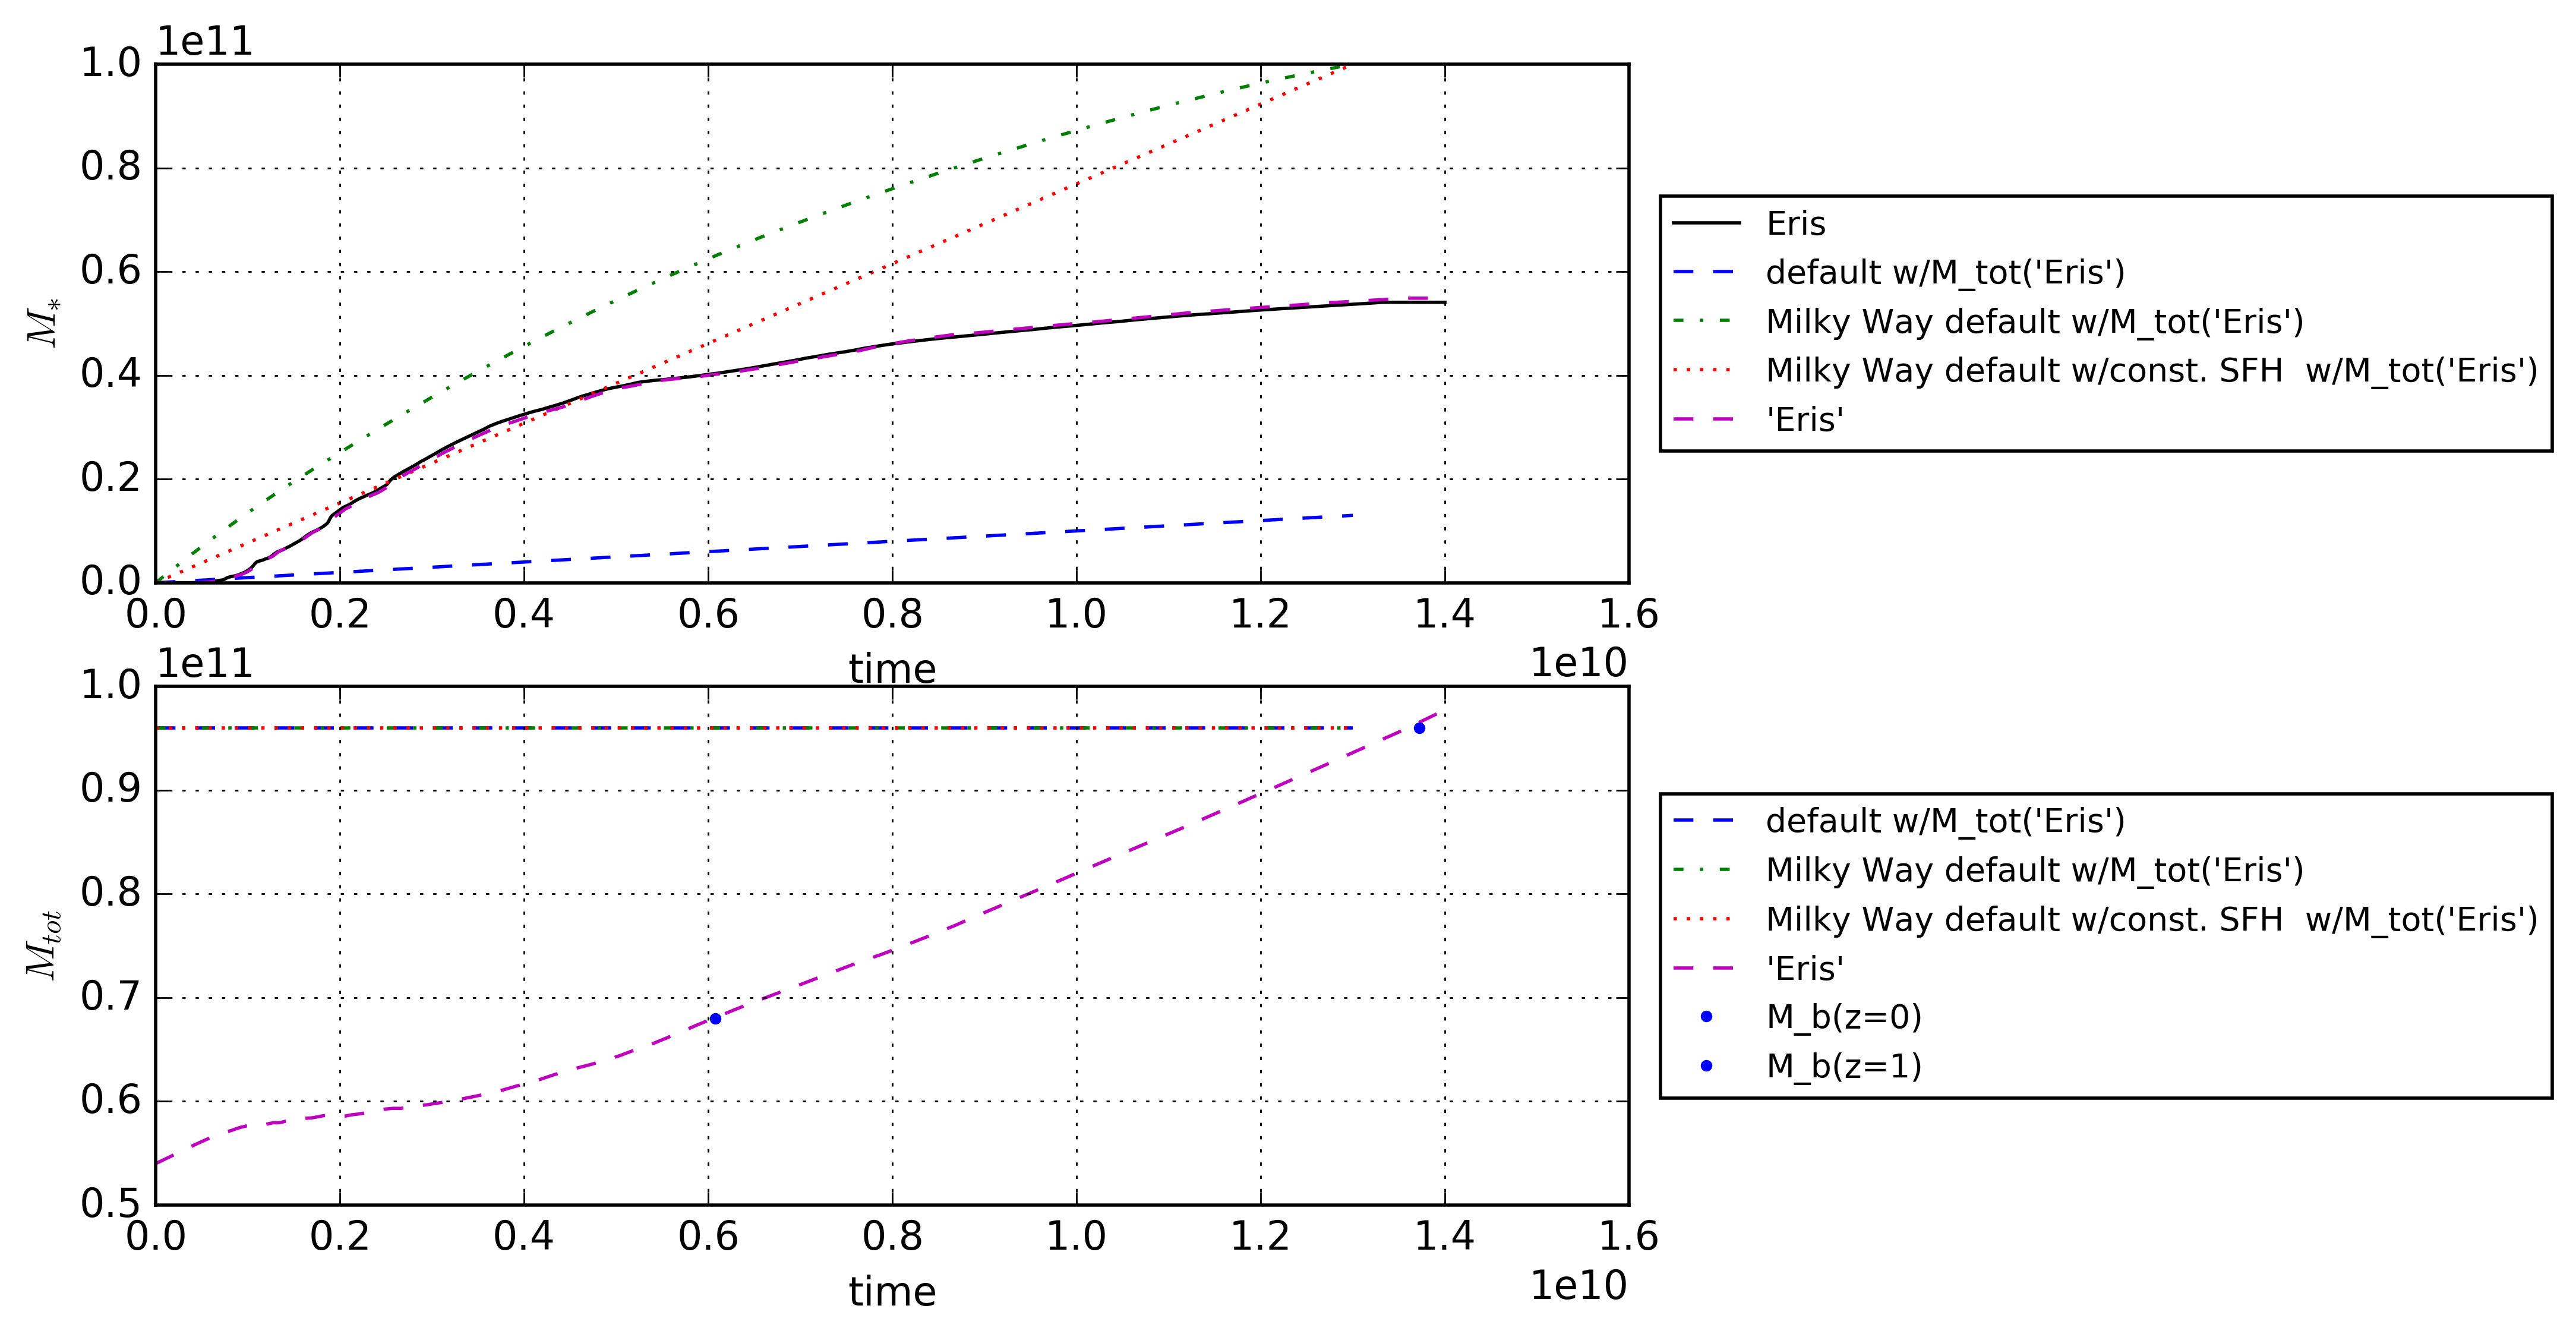 1e11
1.0
0.8
0.6
0.4
0.2
0.0
M*
0.0 0.2 0.4 0.6 0.8 1.0 1.2 1.4 1.6
time
1e10
Eris
default w/M_tot('Eris')
Milky Way default w/M_tot('Eris')
Milky Way default w/const. SFH  w/M_tot('Eris')
'Eris'
1e11
1.0
0.9
0.8
0.7
0.6
0.5
Mtot
0.0 0.2 0.4 0.6 0.8 1.0 1.2 1.4 1.6
time
1e10
default w/M_tot('Eris')
Milky Way default w/M_tot('Eris')
Milky Way default w/const. SFH  w/M_tot('Eris')
'Eris'
M_b(z=0)
M_b(z=1)